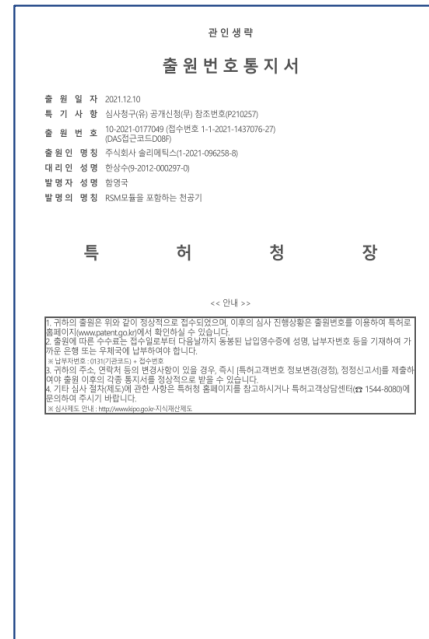 관인생략
출원번호통지서
출 원 일 자 2021.12.10
특 기 사 항 심사청구(유) 공개신청(무) 참조번호(P210257)
출 원 번 호 10-2021-0177049 (접수번호 1-1-2021-1437076-27)
(DAS접근코드D08F)
출원인 명칭 주식회사 솔리메틱스(1-2021-096258-8)
대리인 성명 한상수(9-2012-000297-0)
발명자 성명 함영국
발명의 명칭 RSM모듈을 포함하는 천공기
특 허 청 장
<< 안내 >>
1. 귀하의 출원은 위와 같이 정상적으로 접수되었으며, 이후의 심사 진행상황은 출원번호를 이용하여 특허로
홈페이지(www.patent.go.kr)에서 확인하실 수 있습니다.
2. 출원에 따른 수수료는 접수일로부터 다음날까지 동봉된 납입영수증에 성명, 납부자번호 등을 기재하여 가
까운 은행 또는 우체국에 납부하여야 합니다.
※ 납부자번호 : 0131(기관코드) + 접수번호
3. 귀하의 주소, 연락처 등의 변경사항이 있을 경우, 즉시 [특허고객번호 정보변경(경정), 정정신고서]를 제출하
여야 출원 이후의 각종 통지서를 정상적으로 받을 수 있습니다.
4. 기타 심사 절차(제도)에 관한 사항은 특허청 홈페이지를 참고하시거나 특허고객상담센터(☎ 1544-8080)에
문의하여 주시기 바랍니다.
※ 심사제도 안내 : http://www.kipo.go.kr-지식재산제도